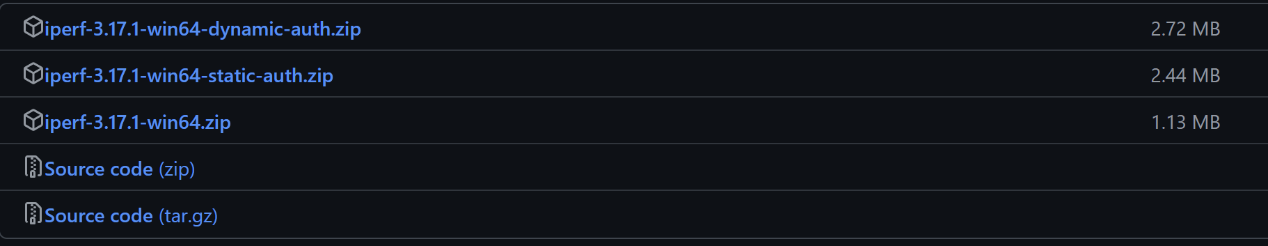 iperf-3.17.1-win64-dynamic-auth.zip 2.72 MB
iperf-3.17.1-win64-static-auth.zip 2.44 MB
iperf-3.17.1-win64.zip 1.13 MB
Source code (zip)
Source code (tar.gz)